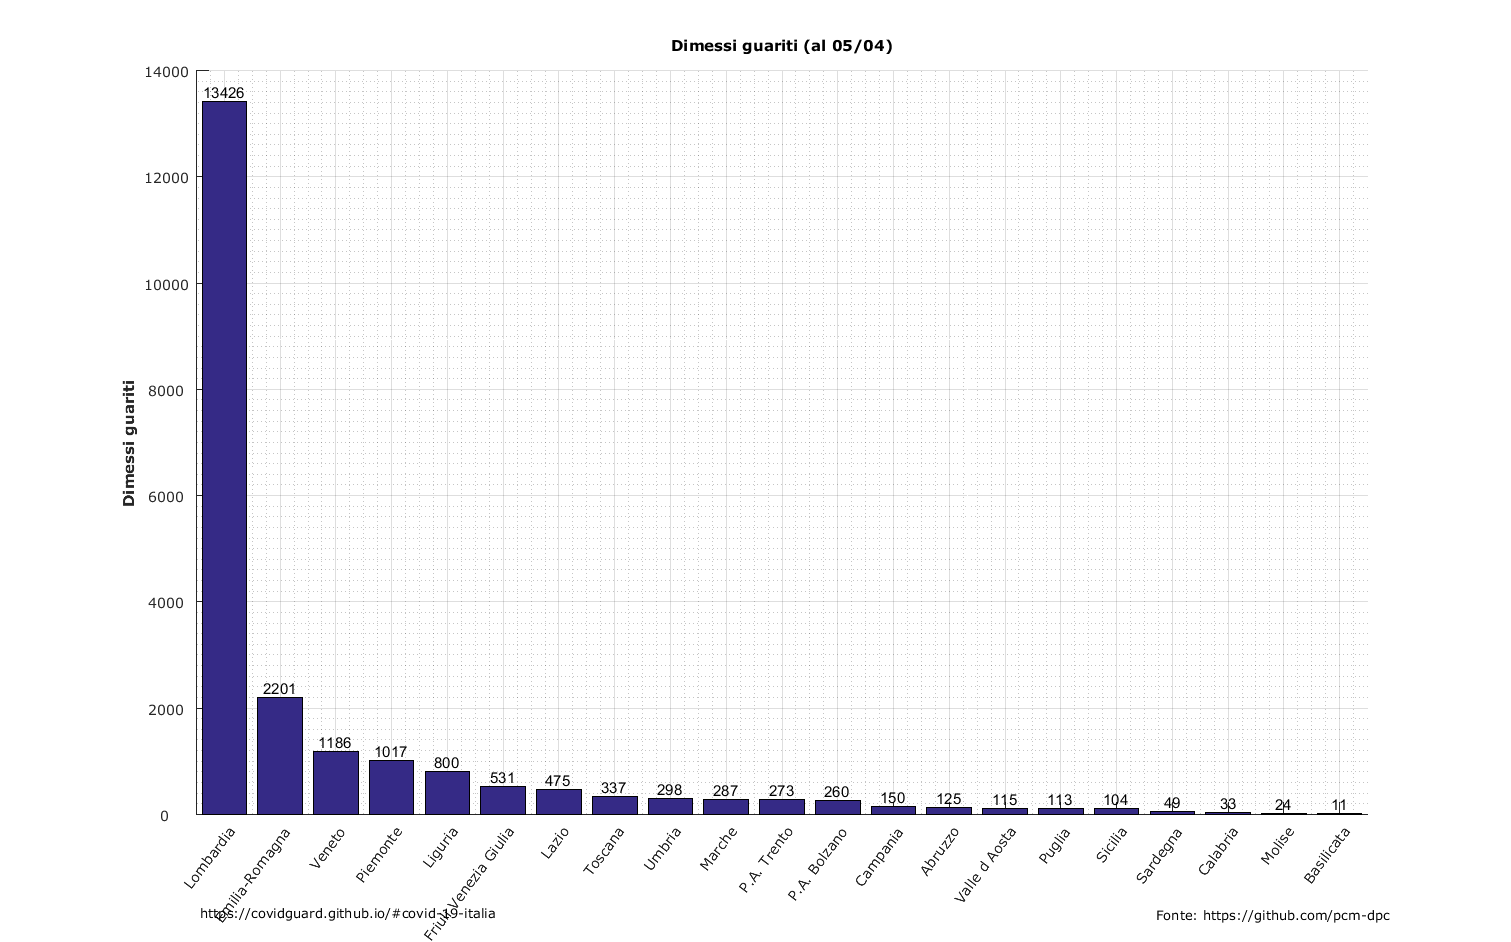 Dimessi guariti (al 05/04)
Dimessi guariti
14000
12000
10000
8000
6000
4000
2000
0
13426
2201
1186
1017
800
531
475
337
298
287
273
260
150
125
115
113
104
49
33
24
11
Lombardia
Emilia-Romagna
Veneto
Piemonte
Liguria
Friuli Venezia Giulia
Lazio
Toscana
Umbria
Marche
P.A. Trento
P.A. Bolzano
Campania
Abruzzo
Valle d Aosta
Puglia
Sicilia
Sardegna
Calabria
Molise
Basilicata
https://covidguard.github.io/#covid-19-italia
Fonte: https://github.com/pcm-dpc